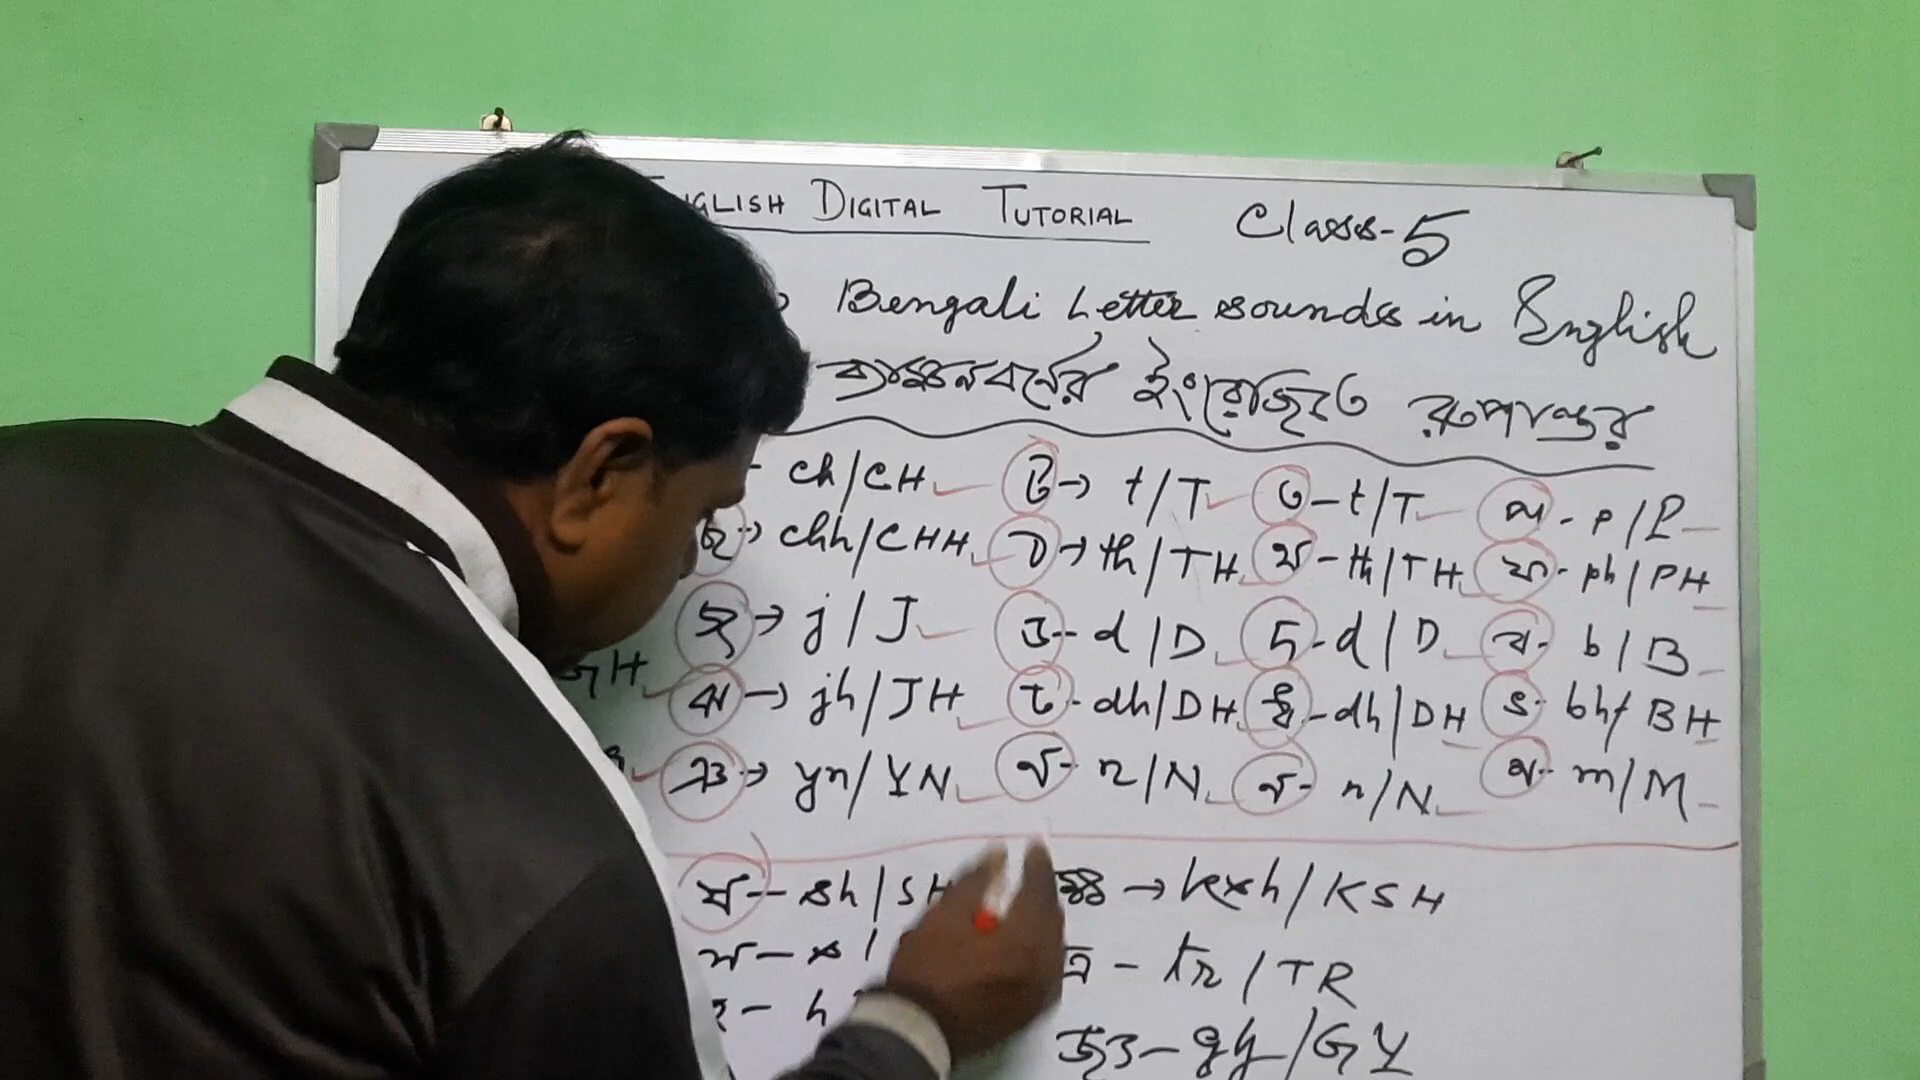 ENGLISH DIGITAL TUTORIAL Class-5
Bengali Letter sounds in English
ব্যঞ্জনবর্ণের ইংরেজিতে রূপান্তর
- ch/CH ট→ t/T ত-t/T প-p/P
ছ→ chh/CHH ঠ→th/TH থ-th/TH ফ-ph/PH
জ→ j/J ড-d/D দ-d/D ব-b/B
GH ঝ→ jh/JH ঢ-dh/DH ধ-dh/DH ভ-bh/BH
ঞ→ yn/YN ণ-n/N ন-n/N ম-m/M
ষ-sh/SH ক্ষ→ksh/KSH
স-s/ ত্র-tr/TR
হ-h জ্ঞ-gy/GY